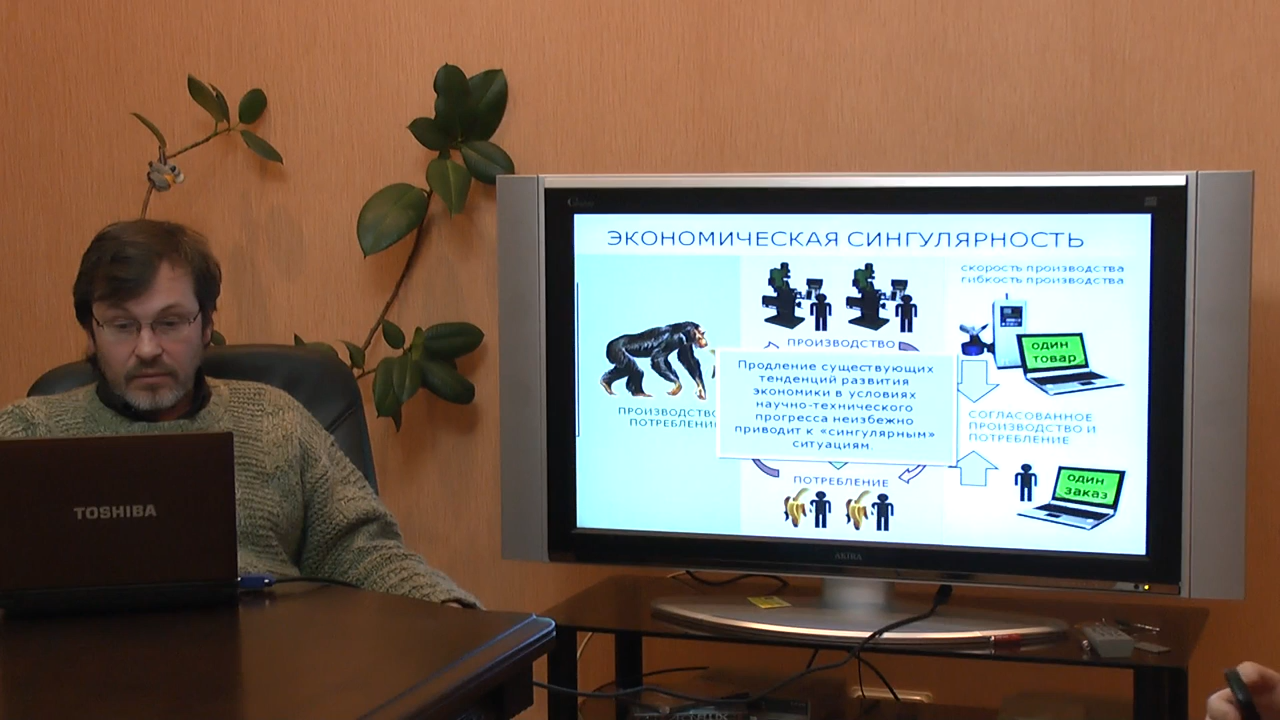 ЭКОНОМИЧЕСКАЯ СИНГУЛЯРНОСТЬ
скорость производства
гибкость производства
ПРОИЗВОДСТВО
один
товар
Продление существующих
тенденций развития
экономики в условиях
научно-технического
прогресса неизбежно
приводит к «сингулярным»
ситуациям.
ПРОИЗВОДСТВО
ПОТРЕБЛЕНИ
СОГЛАСОВАННОЕ
ПРОИЗВОДСТВО И
ПОТРЕБЛЕНИЕ
ПОТРЕБЛЕНИЕ
один
заказ
TOSHIBA
AKIRA